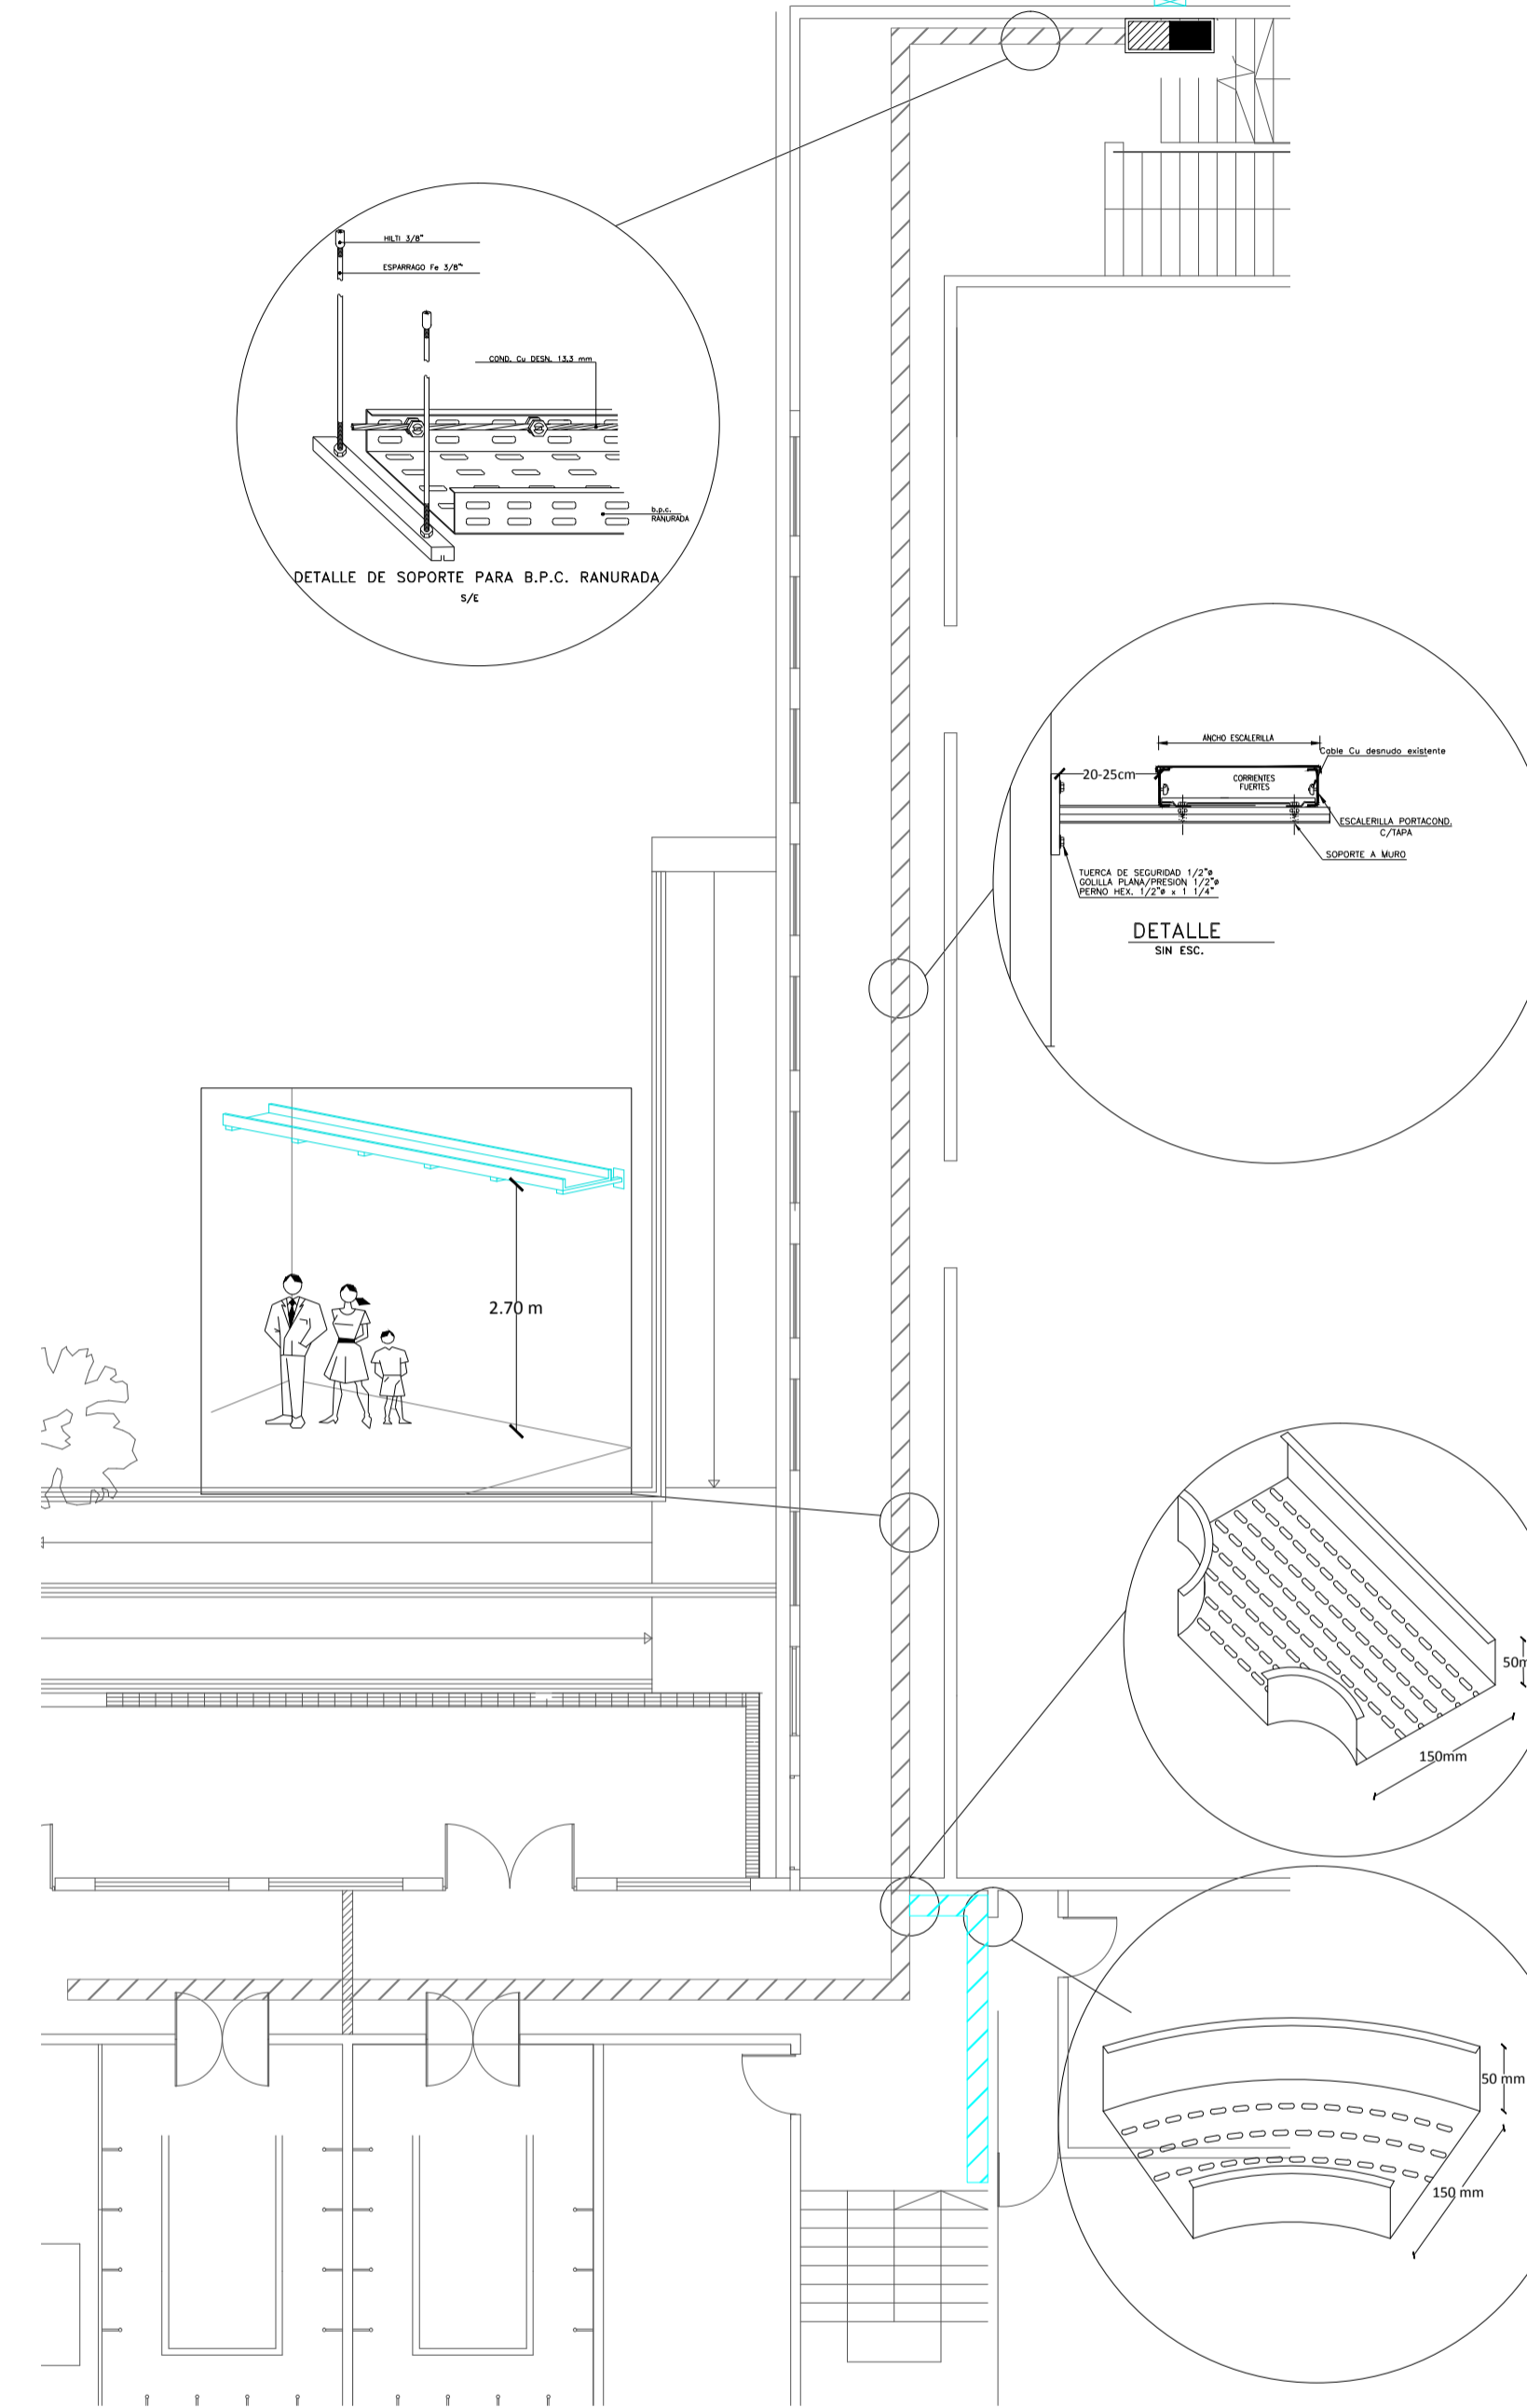 HILTI 3/8"
ESPARRAGO Fe 3/8"
COND. Cu DESN. 13.3 mm
b.p.c.
RANURADA
DETALLE DE SOPORTE PARA B.P.C. RANURADA
S/E
ANCHO ESCALERILLA
Cable Cu desnudo existente
20-25cm
CORRIENTES
FUERTES
ESCALERILLA PORTACOND.
C/TAPA
SOPORTE A MURO
TUERCA DE SEGURIDAD 1/2"ø
GOLILLA PLANA/PRESION 1/2"ø
PERNO HEX. 1/2"ø x 1 1/4"
DETALLE
SIN ESC.
2.70 m
50m
150mm
50 mm
150 mm